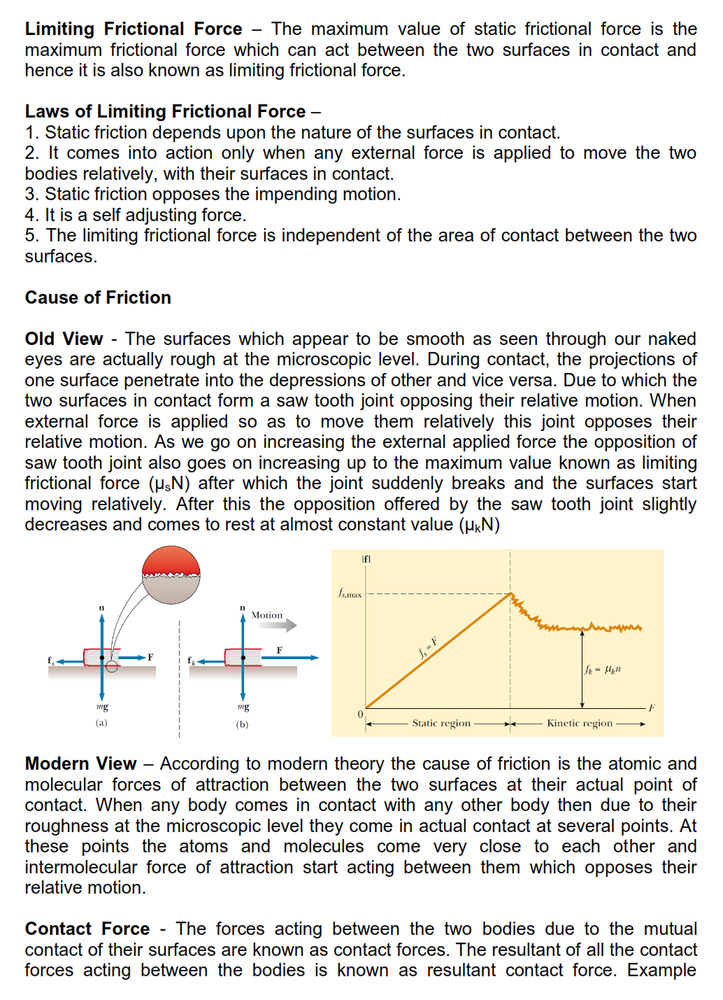 Limiting Frictional Force – The maximum value of static frictional force is the
maximum frictional force which can act between the two surfaces in contact and
hence it is also known as limiting frictional force.
Laws of Limiting Frictional Force –
1. Static friction depends upon the nature of the surfaces in contact.
2. It comes into action only when any external force is applied to move the two
bodies relatively, with their surfaces in contact.
3. Static friction opposes the impending motion.
4. It is a self adjusting force.
5. The limiting frictional force is independent of the area of contact between the two
surfaces.
Cause of Friction
Old View - The surfaces which appear to be smooth as seen through our naked
eyes are actually rough at the microscopic level. During contact, the projections of
one surface penetrate into the depressions of other and vice versa. Due to which the
two surfaces in contact form a saw tooth joint opposing their relative motion. When
external force is applied so as to move them relatively this joint opposes their
relative motion. As we go on increasing the external applied force the opposition of
saw tooth joint also goes on increasing up to the maximum value known as limiting
frictional force (μsN) after which the joint suddenly breaks and the surfaces start
moving relatively. After this the opposition offered by the saw tooth joint slightly
decreases and comes to rest at almost constant value (μkN)
n
fs
F
mg
(a)
n
Motion
F
fk
mg
(b)
|f|
fs,max
fs = F
fk = μkn
0
F
Static region
Kinetic region
Modern View – According to modern theory the cause of friction is the atomic and
molecular forces of attraction between the two surfaces at their actual point of
contact. When any body comes in contact with any other body then due to their
roughness at the microscopic level they come in actual contact at several points. At
these points the atoms and molecules come very close to each other and
intermolecular force of attraction start acting between them which opposes their
relative motion.
Contact Force - The forces acting between the two bodies due to the mutual
contact of their surfaces are known as contact forces. The resultant of all the contact
forces acting between the bodies is known as resultant contact force. Example